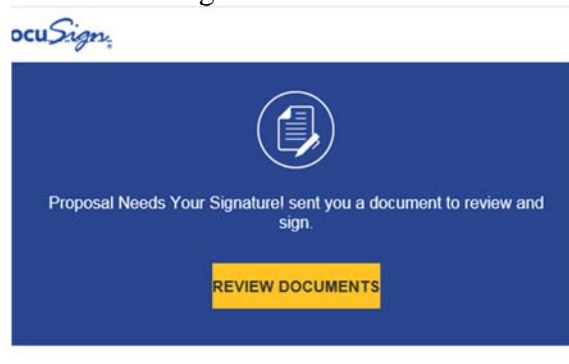 ocuSign
Proposal Needs Your Signature! sent you a document to review and
sign.
REVIEW DOCUMENTS